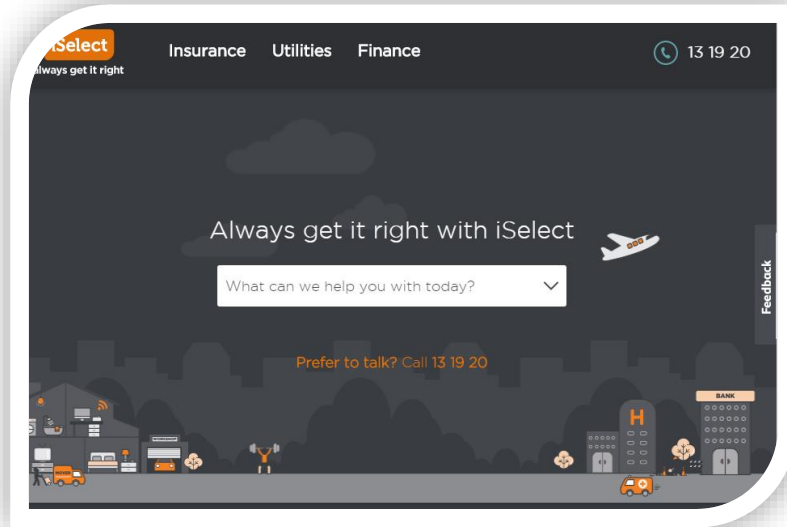 iSelect
always get it right
Insurance Utilities Finance
13 19 20
Always get it right with iSelect
What can we help you with today?
Feedback
Prefer to talk? Call 13 19 20
BANK
H